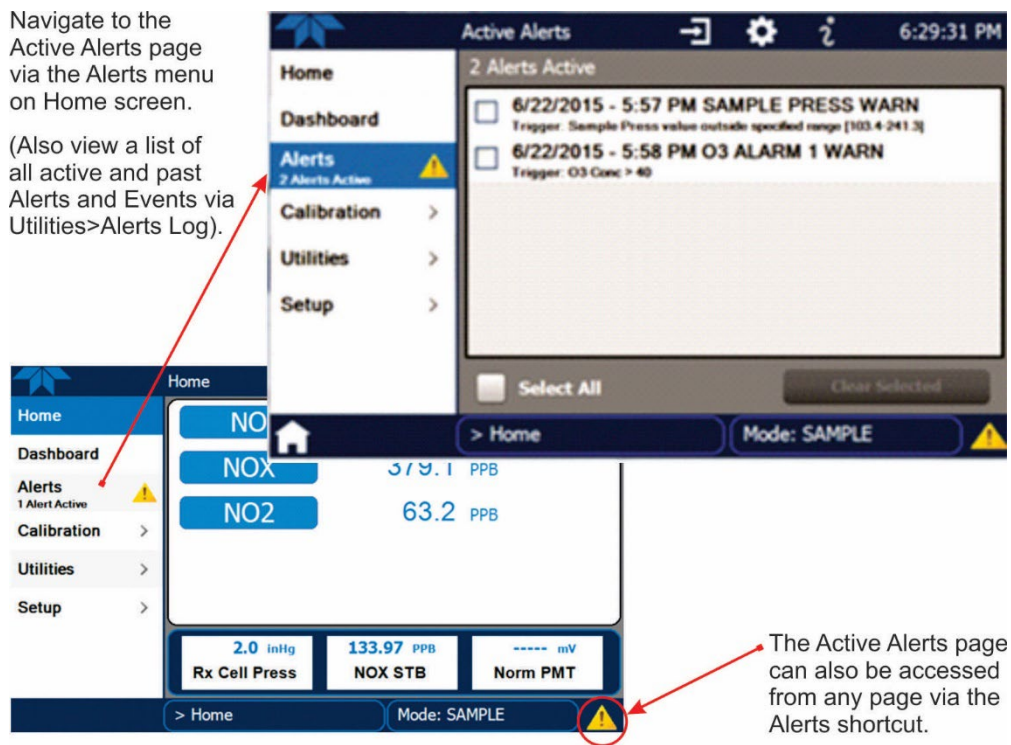 Navigate to the
Active Alerts page
via the Alerts menu
on Home screen.
(Also view a list of
all active and past
Alerts and Events via
Utilities>Alerts Log).
Active Alerts
6:29:31 PM
Home
Dashboard
Alerts
2 Alerts Active
Calibration >
Utilities >
Setup >
2 Alerts Active
6/22/2015 - 5:57 PM SAMPLE PRESS WARN
Trigger: Sample Press value outside specified range [103.4-241.3]
6/22/2015 - 5:58 PM O3 ALARM 1 WARN
Trigger: O3 Conc > 40
Select All
Clear Selected
> Home
Mode: SAMPLE
Home
Home
Dashboard
Alerts
1 Alert Active
Calibration >
Utilities >
Setup >
NO
NOX 379.1 PPB
NO2 63.2 PPB
2.0 inHg
Rx Cell Press
133.97 PPB
NOX STB
----- mV
Norm PMT
> Home
Mode: SAMPLE
The Active Alerts page
can also be accessed
from any page via the
Alerts shortcut.